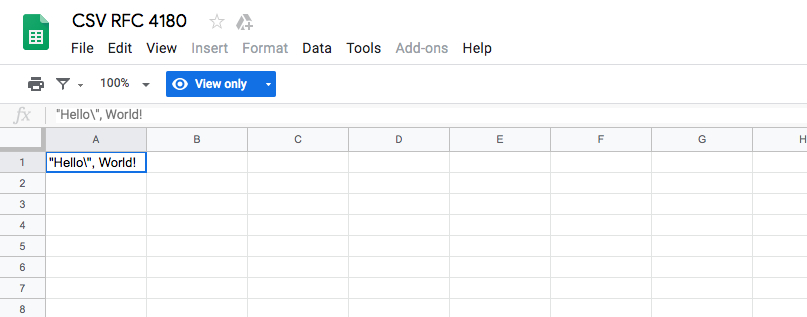 CSV RFC 4180
File Edit View Insert Format Data Tools Add-ons Help
100% View only
fx "Hello\", World!
A B C D E F G H
1 "Hello\", World!
2
3
4
5
6
7
8